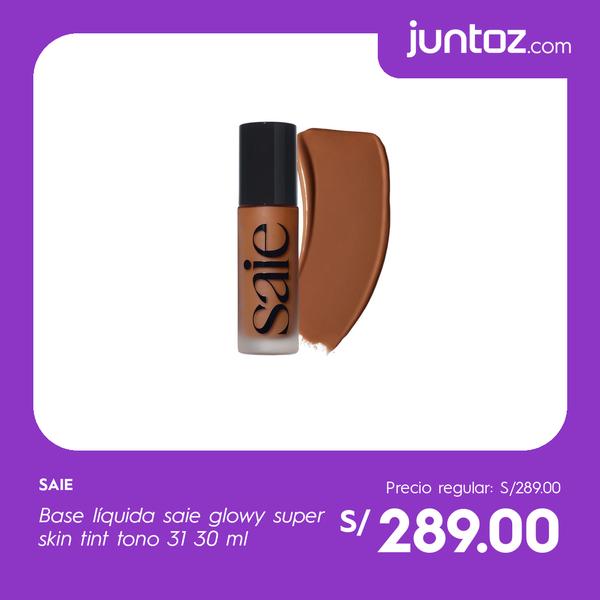 juntoz.com
saie
SAIE
Base líquida saie glowy super
skin tint tono 31 30 ml
Precio regular: S/289.00
S/ 289.00